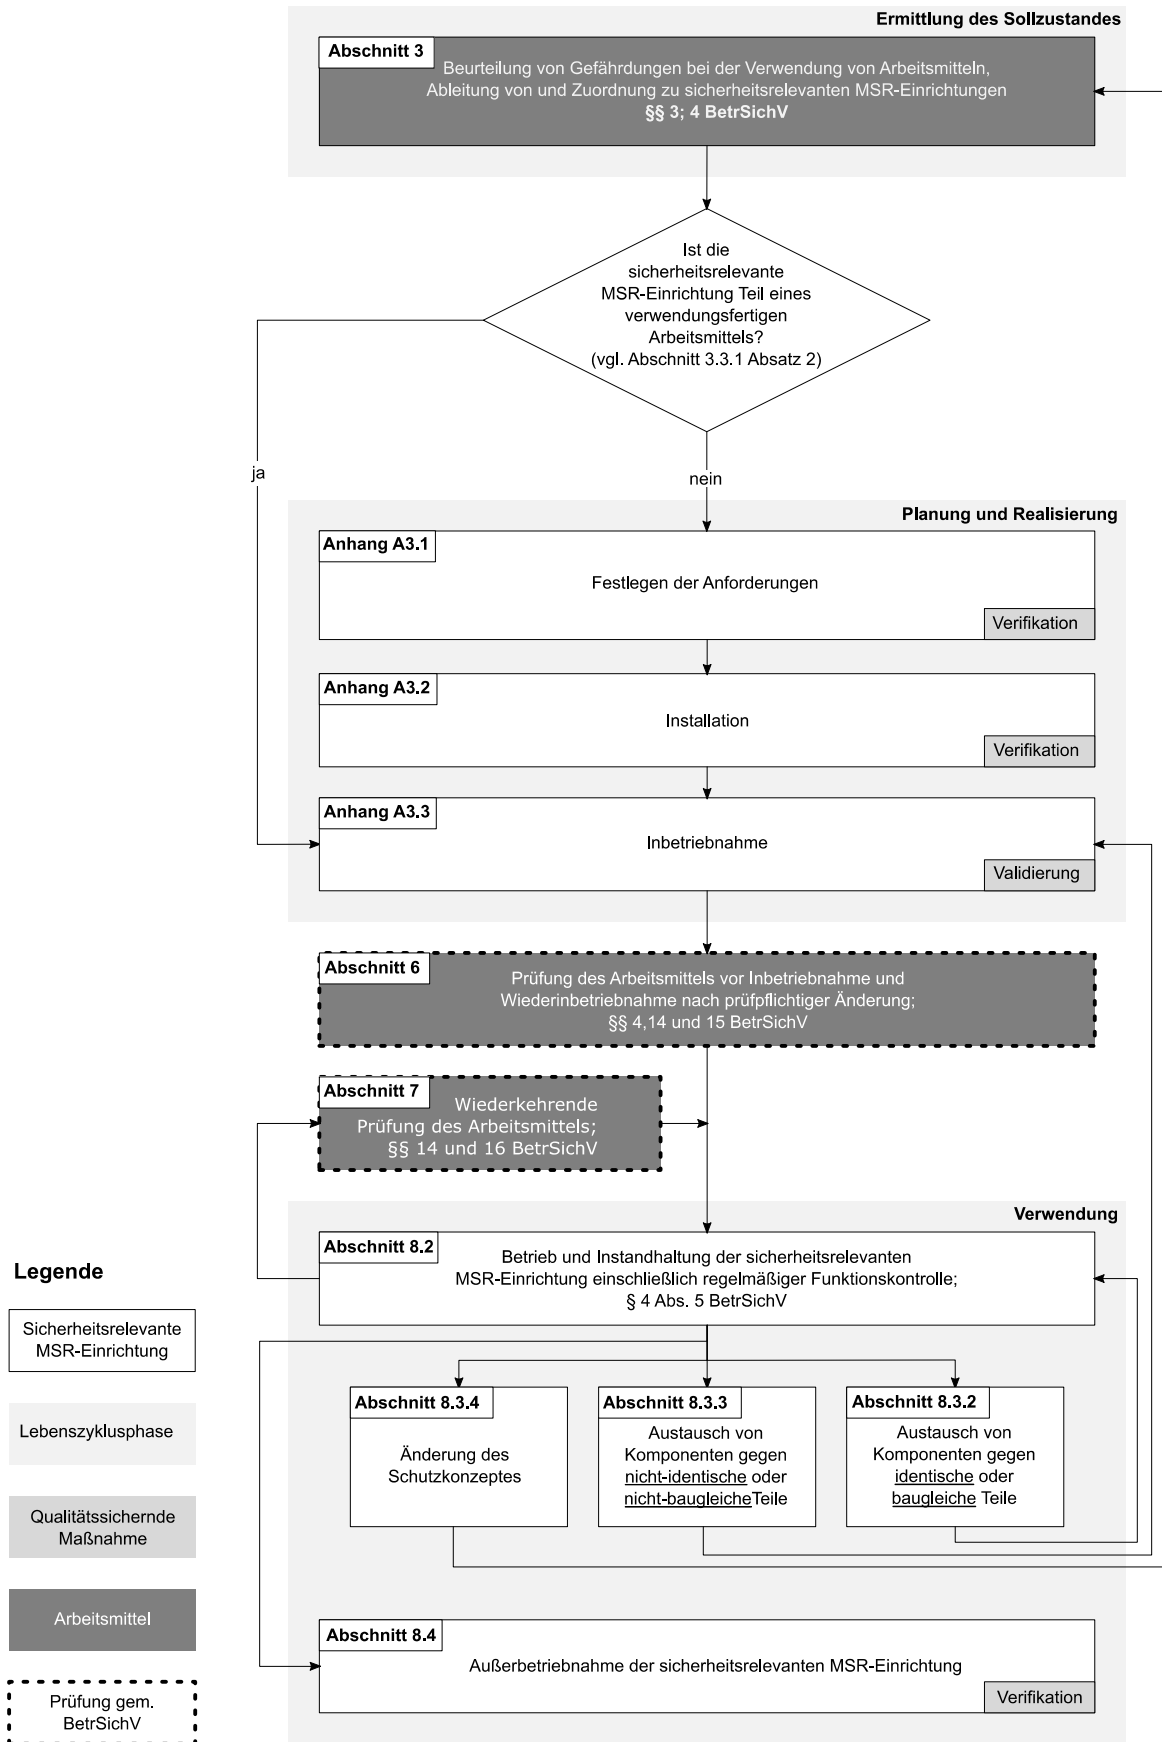 Ermittlung des Sollzustandes
Abschnitt 3
Beurteilung von Gefährdungen bei der Verwendung von Arbeitsmitteln,
Ableitung von und Zuordnung zu sicherheitsrelevanten MSR-Einrichtungen
§§ 3; 4 BetrSichV
Ist die
sicherheitsrelevante
MSR-Einrichtung Teil eines
verwendungsfertigen
Arbeitsmittels?
(vgl. Abschnitt 3.3.1 Absatz 2)
ja
nein
Planung und Realisierung
Anhang A3.1
Festlegen der Anforderungen
Verifikation
Anhang A3.2
Installation
Verifikation
Anhang A3.3
Inbetriebnahme
Validierung
Abschnitt 6
Prüfung des Arbeitsmittels vor Inbetriebnahme und
Wiederinbetriebnahme nach prüfpflichtiger Änderung;
§§ 4,14 und 15 BetrSichV
Abschnitt 7
Wiederkehrende
Prüfung des Arbeitsmittels;
§§ 14 und 16 BetrSichV
Verwendung
Abschnitt 8.2
Betrieb und Instandhaltung der sicherheitsrelevanten
MSR-Einrichtung einschließlich regelmäßiger Funktionskontrolle;
§ 4 Abs. 5 BetrSichV
Abschnitt 8.3.4
Änderung des
Schutzkonzeptes
Abschnitt 8.3.3
Austausch von
Komponenten gegen
nicht-identische oder
nicht-baugleicheTeile
Abschnitt 8.3.2
Austausch von
Komponenten gegen
identische oder
baugleiche Teile
Abschnitt 8.4
Außerbetriebnahme der sicherheitsrelevanten MSR-Einrichtung
Verifikation
Legende
Sicherheitsrelevante
MSR-Einrichtung
Lebenszyklusphase
Qualitätssichernde
Maßnahme
Arbeitsmittel
Prüfung gem.
BetrSichV